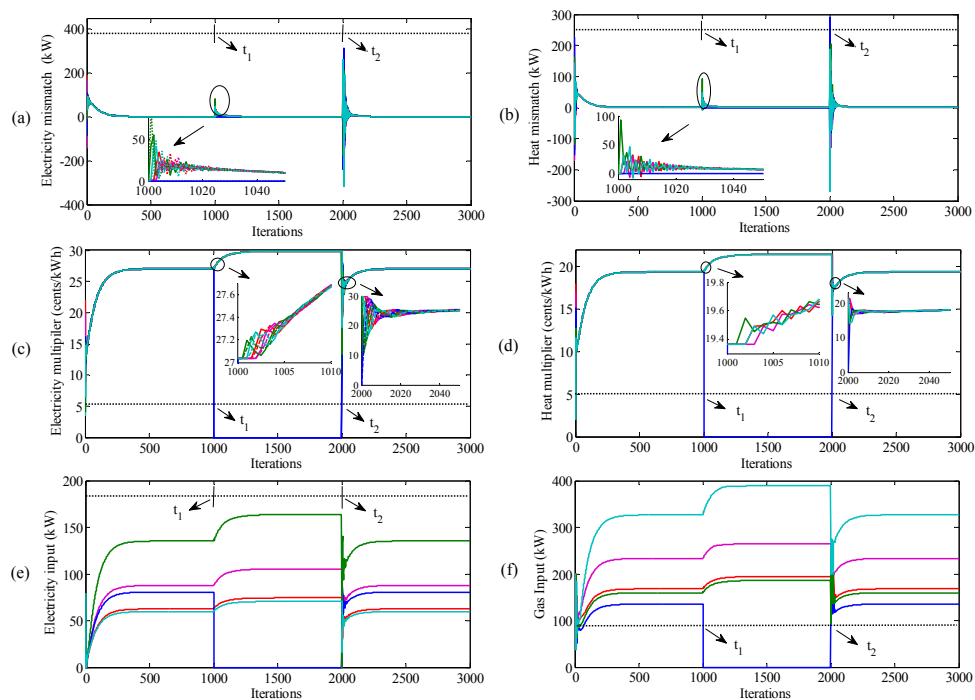 (a)
Electricity mismatch
(kW)
400
200
0
-200
-400
0 500 1000 1500 2000 2500 3000
Iterations
t1
t2
50
0
1000 1020 1040
(b)
Heat mismatch (kW)
300
200
100
0
-100
-200
-300
0 500 1000 1500 2000 2500 3000
Iterations
t1
t2
100
50
0
1000 1020 1040
(c)
Electricity multiplier (cents/kWh)
30
25
20
15
10
5
0
0 500 1000 1500 2000 2500 3000
Iterations
27.6
27.4
27.2
27
1000 1005 1010
30
20
10
0
2000 2020 2040
t1
t2
(d)
Heat multiplier (cents/kWh)
20
15
10
5
0
0 500 1000 1500 2000 2500 3000
Iterations
19.8
19.6
19.4
1000 1005 1010
20
10
0
2000 2020 2040
t1
t2
(e)
Electricity input (kW)
200
150
100
50
0
0 500 1000 1500 2000 2500 3000
Iterations
t1
t2
(f)
Gas Input (kW)
400
300
200
100
0
0 500 1000 1500 2000 2500 3000
Iterations
t1
t2